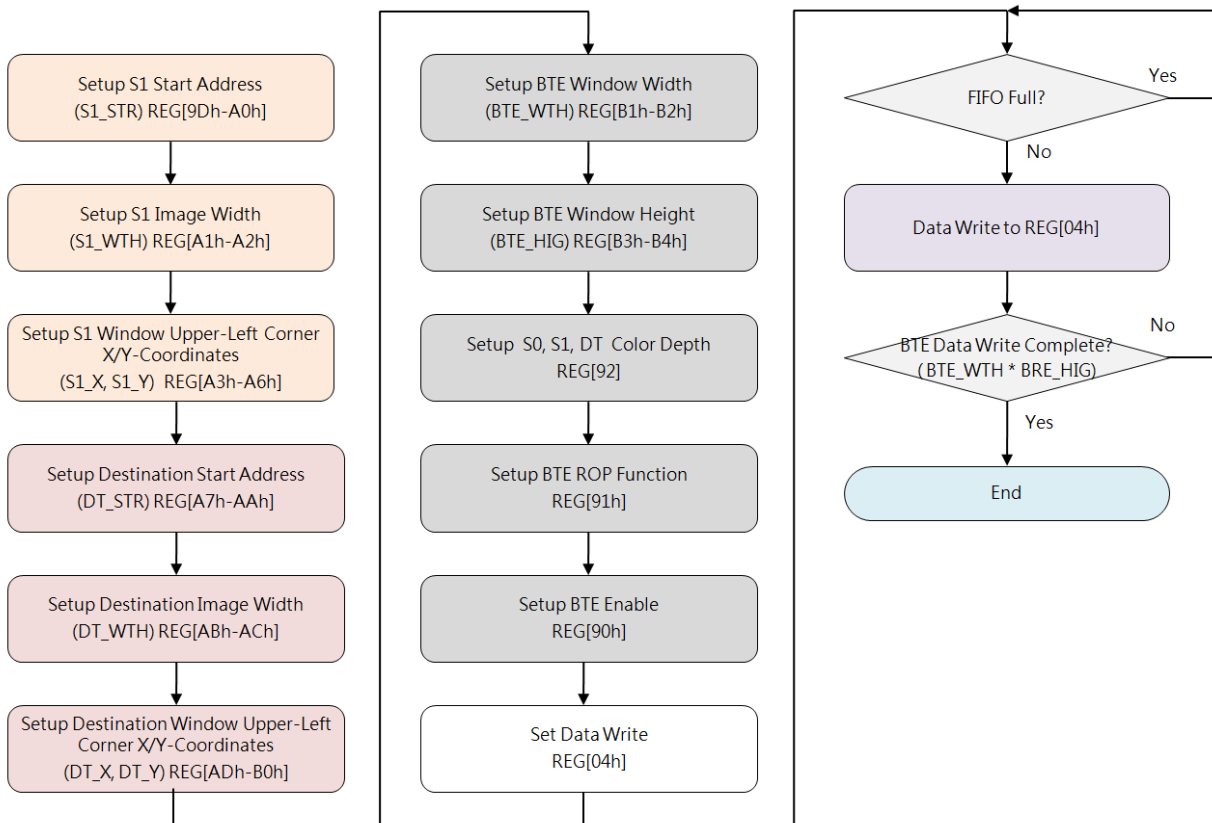 Setup S1 Start Address
(S1_STR) REG[9Dh-A0h]
Setup S1 Image Width
(S1_WTH) REG[A1h-A2h]
Setup S1 Window Upper-Left Corner
X/Y-Coordinates
(S1_X, S1_Y) REG[A3h-A6h]
Setup Destination Start Address
(DT_STR) REG[A7h-AAh]
Setup Destination Image Width
(DT_WTH) REG[ABh-ACh]
Setup Destination Window Upper-Left
Corner X/Y-Coordinates
(DT_X, DT_Y) REG[ADh-B0h]
Setup BTE Window Width
(BTE_WTH) REG[B1h-B2h]
Setup BTE Window Height
(BTE_HIG) REG[B3h-B4h]
Setup S0, S1, DT Color Depth
REG[92]
Setup BTE ROP Function
REG[91h]
Setup BTE Enable
REG[90h]
Set Data Write
REG[04h]
FIFO Full?
Yes
No
Data Write to REG[04h]
BTE Data Write Complete?
( BTE_WTH * BRE_HIG)
No
Yes
End